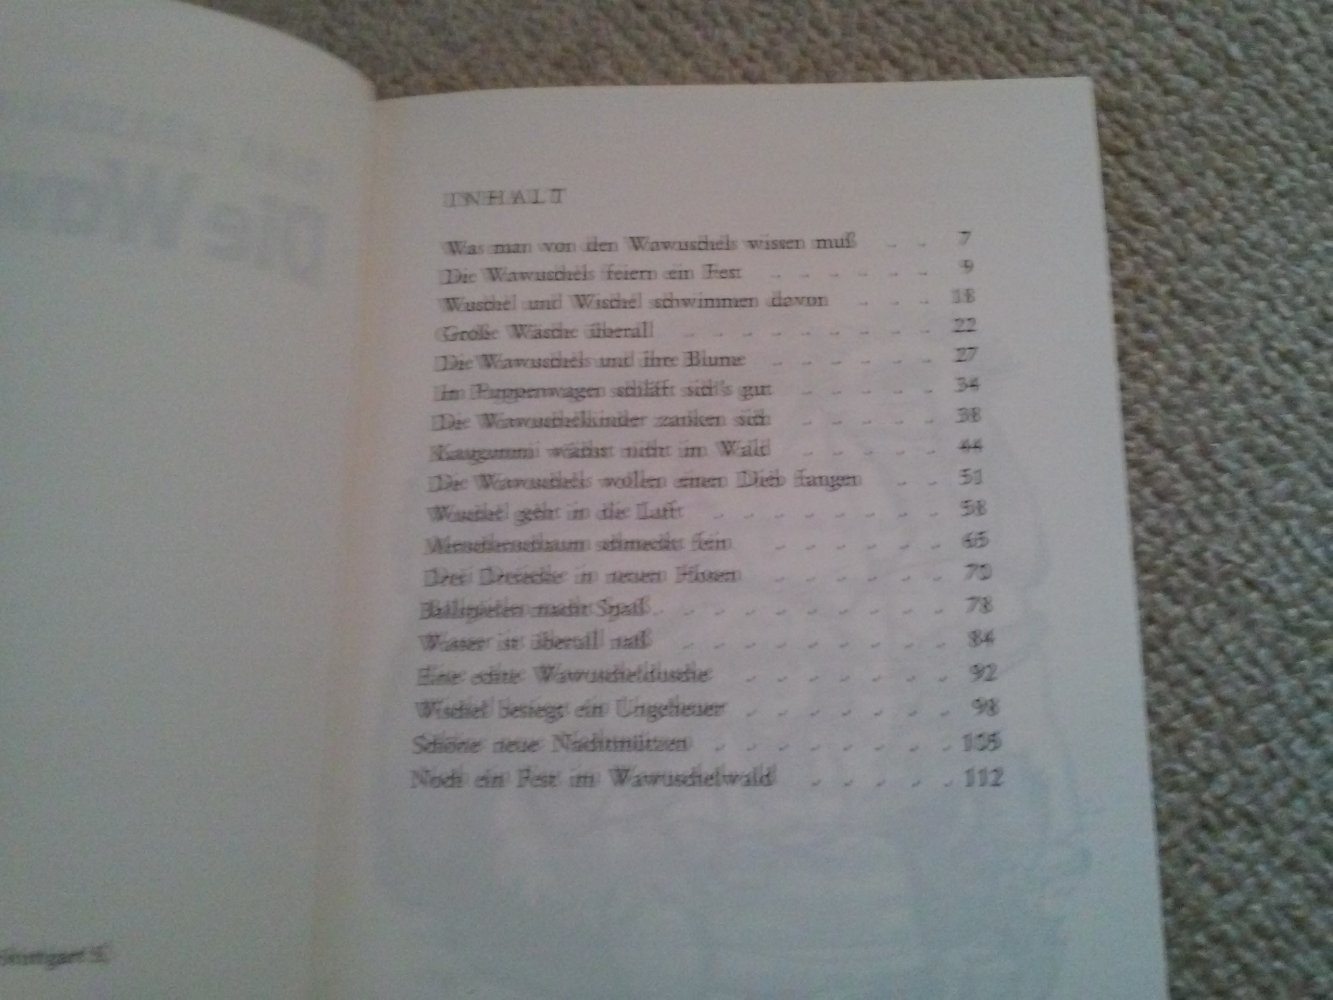 INHALT
Was man von den Wawuschels wissen muß . . 7
Die Wawuschels feiern ein Fest . . . . . . 9
Wuschel und Wischel schwimmen davon . . . 18
Große Wäsche überall . . . . . . . . . 22
Die Wawuschels und ihre Blume . . . . . . 27
Im Puppenwagen schläft sich's gut . . . . . 34
Die Wawuschelkinder zanken sich . . . . . 38
Kaugummi wächst nicht im Wald . . . . . 44
Die Wawuschels wollen einen Dieb fangen . . 51
Wuschel geht in die Luft . . . . . . . . 58
schmeckt fein . . . . . . 65
Drei Dreiecke in neuen Hosen . . . . . . 70
Ballspielen macht Spaß . . . . . . . . . 78
Wasser ist überall naß . . . . . . . . . 84
Eine echte Wawuscheldusche . . . . . . . 92
Wischel besiegt ein Ungeheuer . . . . . . . 98
Schöne neue Nachtmützen . . . . . . . . 105
Noch ein Fest im Wawuschelwald . . . . . 112